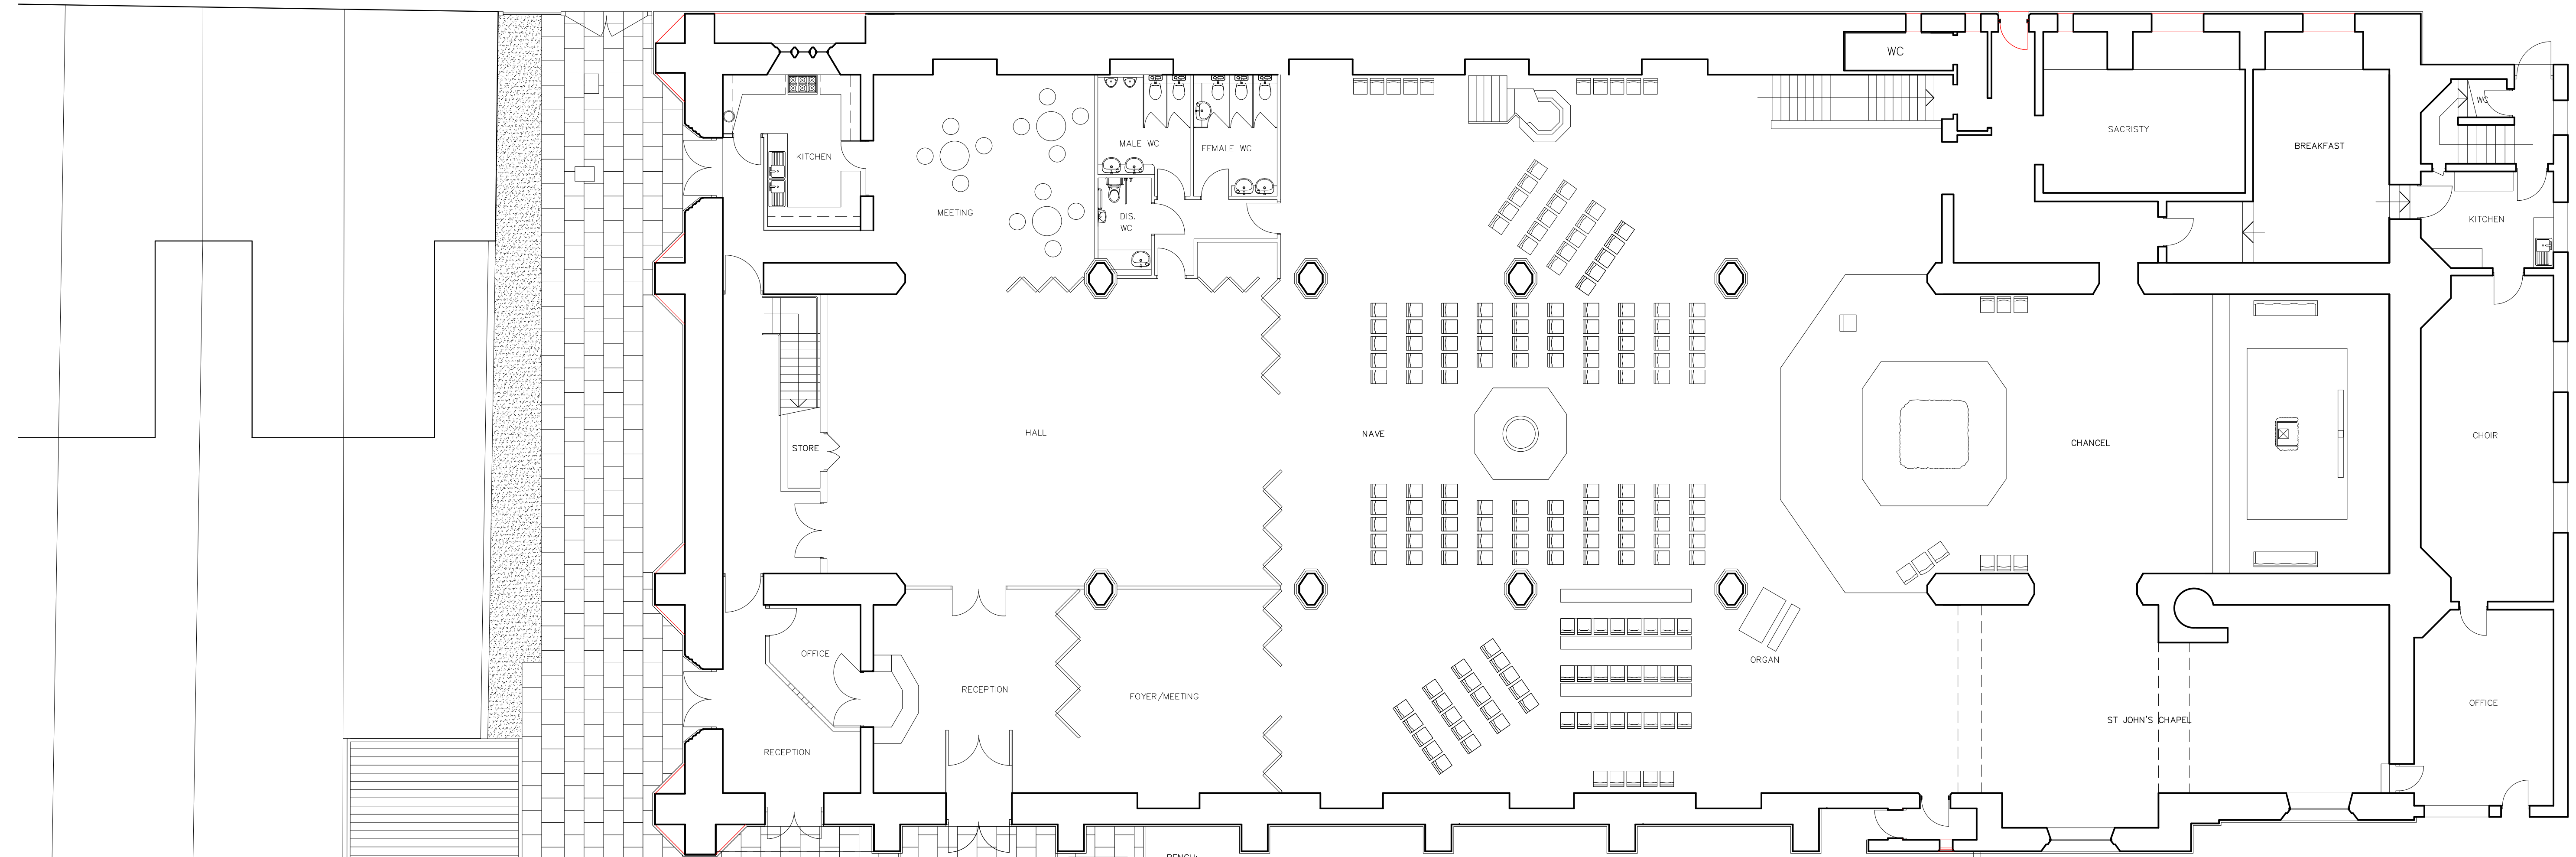 WC
WC
SACRISTY
BREAKFAST
KITCHEN
MALE WC
FEMALE WC
MEETING
DIS.
WC
KITCHEN
HALL
NAVE
CHANCEL
CHOIR
STORE
OFFICE
ORGAN
RECEPTION
FOYER/MEETING
OFFICE
ST JOHN'S CHAPEL
RECEPTION